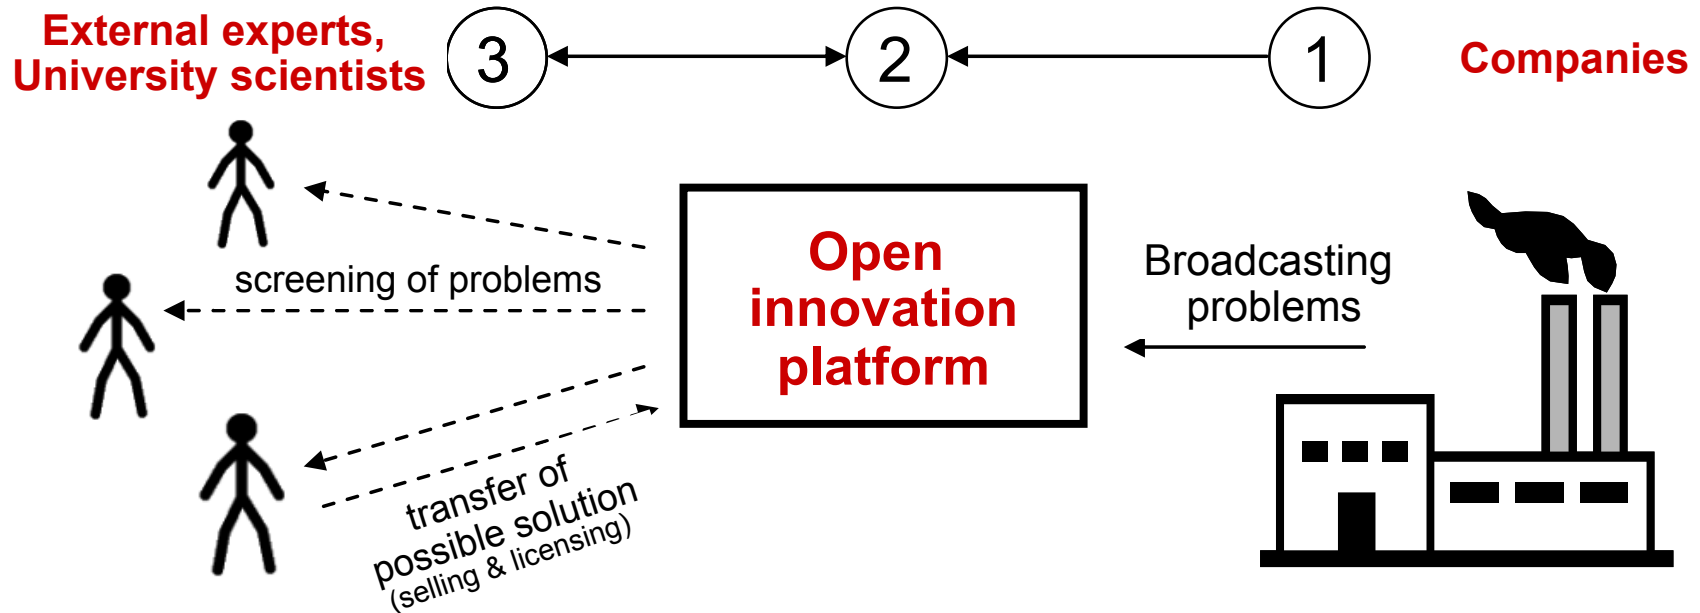 External experts,
University scientists
3
2
1
Companies
screening of problems
Open
innovation
platform
Broadcasting
problems
transfer of
possible solution
(selling & licensing)